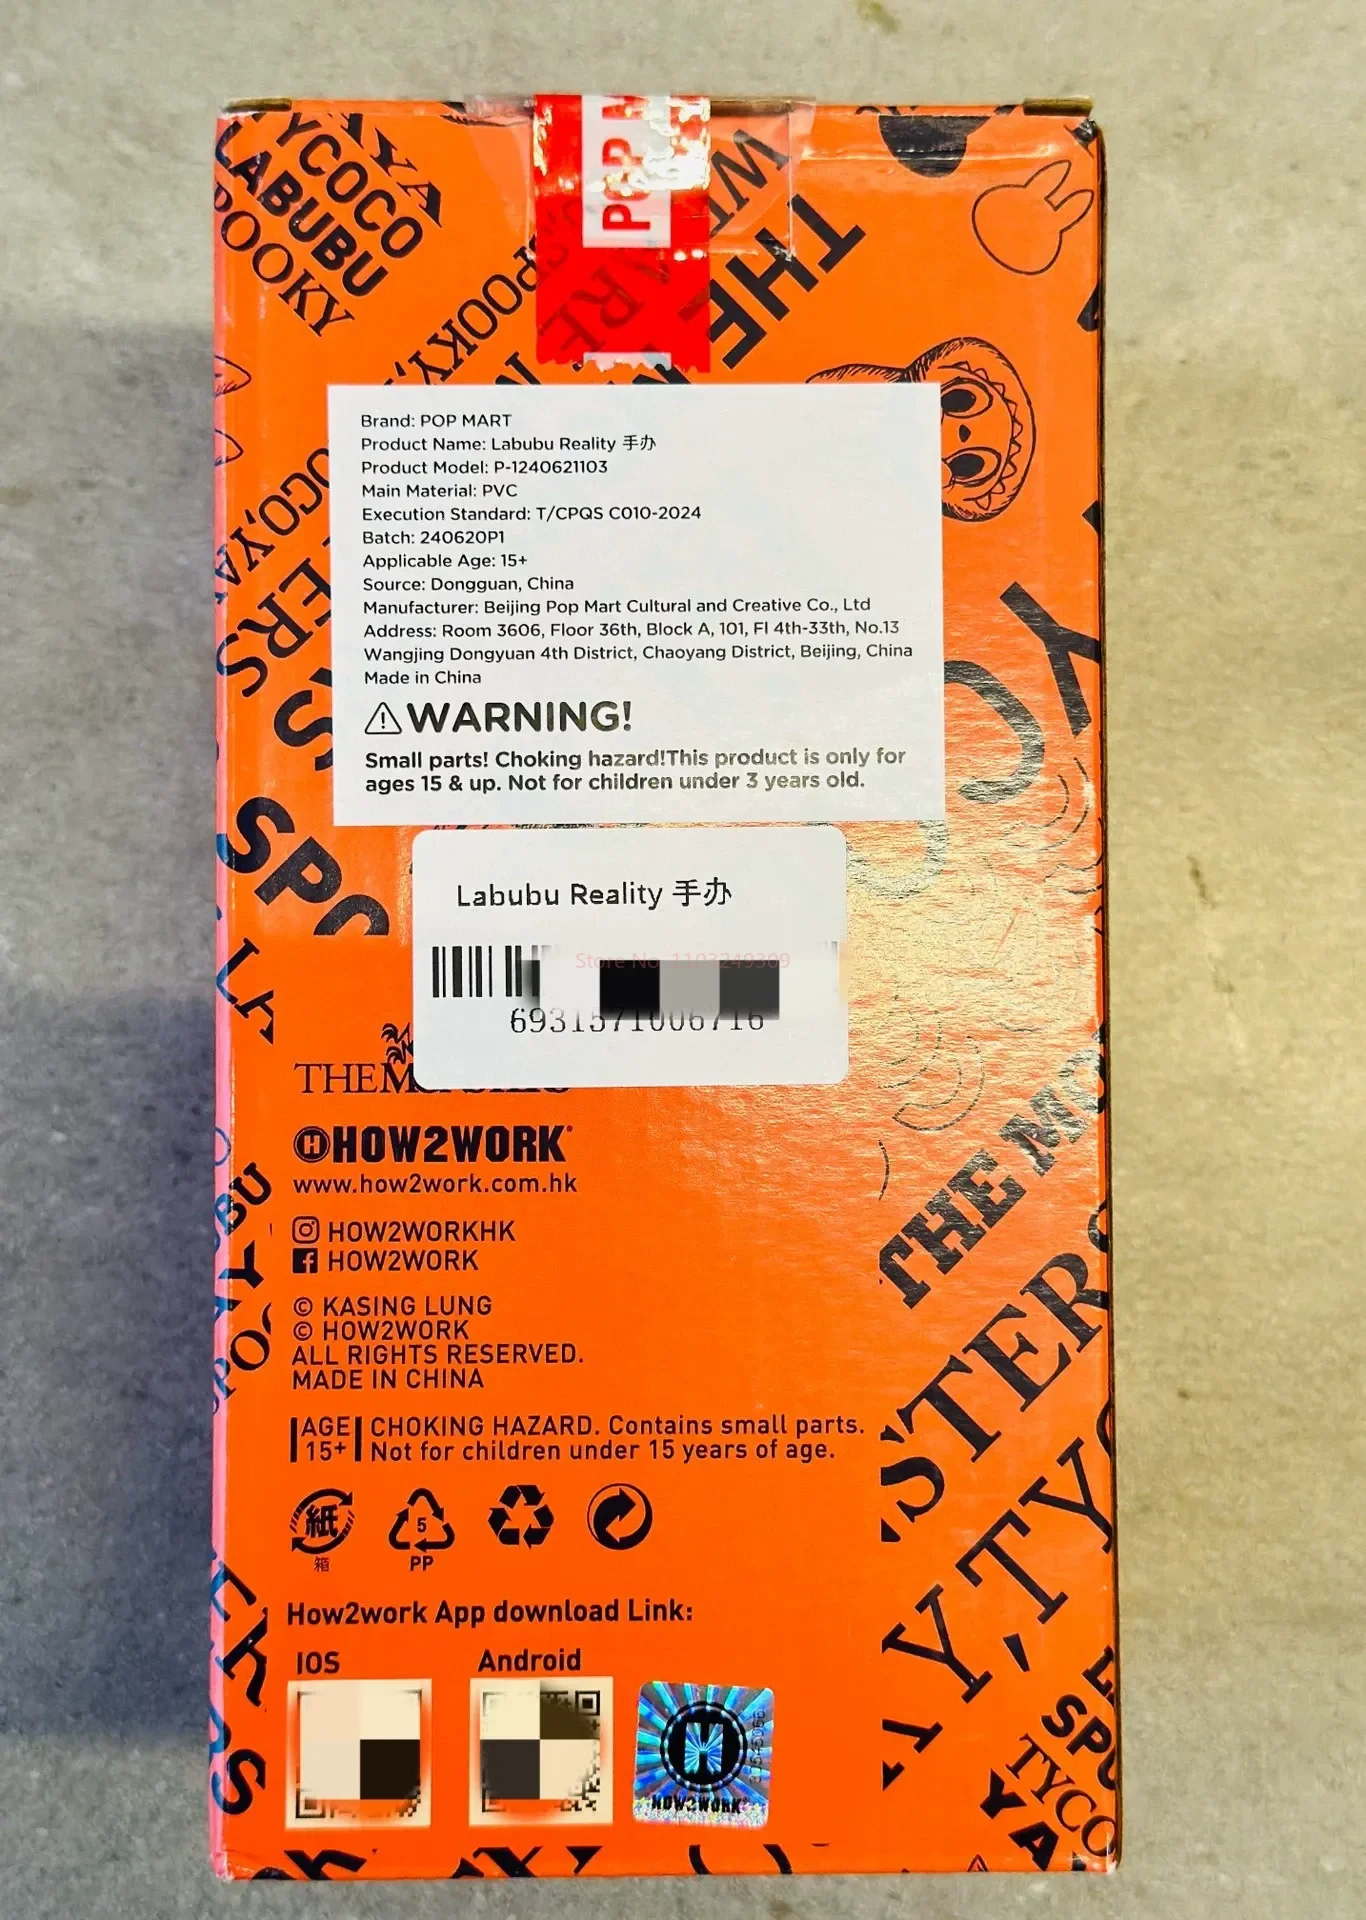 YCOCO
LABUBU
SPOOKY,
THE
Brand: POP MART
Product Name: Labubu Reality 手办
Product Model: P-1240621103
Main Material: PVC
Execution Standard: T/CPQS C010-2024
Batch: 240620P1
Applicable Age: 15+
Source: Dongguan, China
Manufacturer: Beijing Pop Mart Cultural and Creative Co., Ltd
Address: Room 3606, Floor 36th, Block A, 101, Fl 4th-33th, No.13
Wangjing Dongyuan 4th District, Chaoyang District, Beijing, China
Made in China
WARNING!
Small parts! Choking hazard!This product is only for
ages 15 & up. Not for children under 3 years old.
Labubu Reality 手办
Store No. 1103249309
6931571006716
HOW2WORK
www.how2work.com.hk
HOW2WORKHK
HOW2WORK
© KASING LUNG
© HOW2WORK
ALL RIGHTS RESERVED.
MADE IN CHINA
AGE 15+
CHOKING HAZARD. Contains small parts.
Not for children under 15 years of age.
紙 5
箱 PP
How2work App download Link:
IOS Android
HOW2WORK